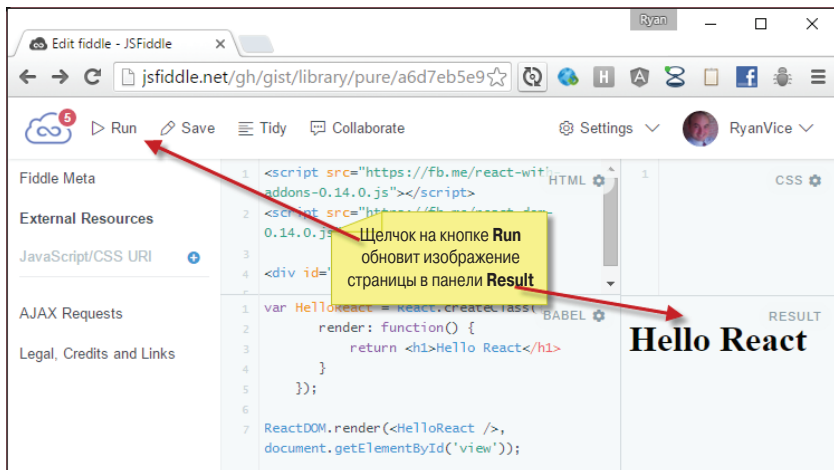 Ryan
Edit fiddle - JSFiddle
jsfiddle.net/gh/gist/library/pure/a6d7eb5e9
5
Run Save Tidy Collaborate Settings RyanVice
Fiddle Meta
External Resources
JavaScript/CSS URI
AJAX Requests
Legal, Credits and Links
HTML
1 <script src="https://fb.me/react-with-
addons-0.14.0.js"></script>
2 <script src="https://fb.me/react-dom-
0.14.0.js
3
4 <div id="
Щелчок на кнопке Run
обновит изображение
страницы в панели Result
1
CSS
BABEL
1 var HelloReact = React.createClass(
2 render: function() {
3 return <h1>Hello React</h1>
4 }
5 });
6
7 ReactDOM.render(<HelloReact />,
document.getElementById('view'));
RESULT
Hello React